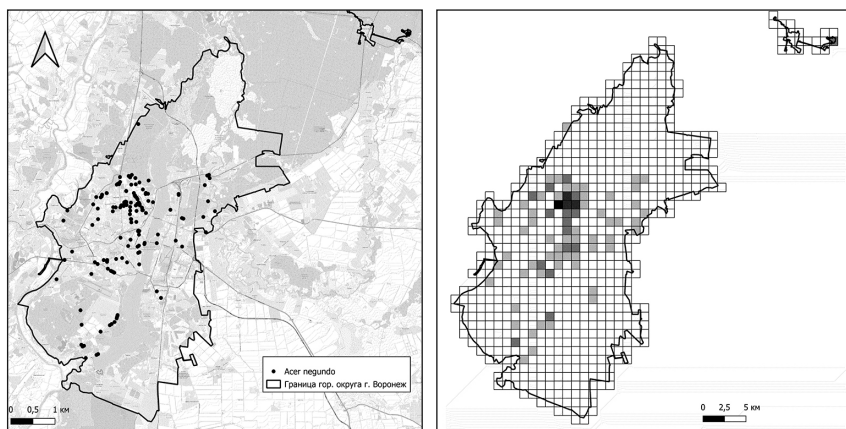 Acer negundo
Граница гор. округа г. Воронеж
0 0,5 1 км
0 2,5 5 км